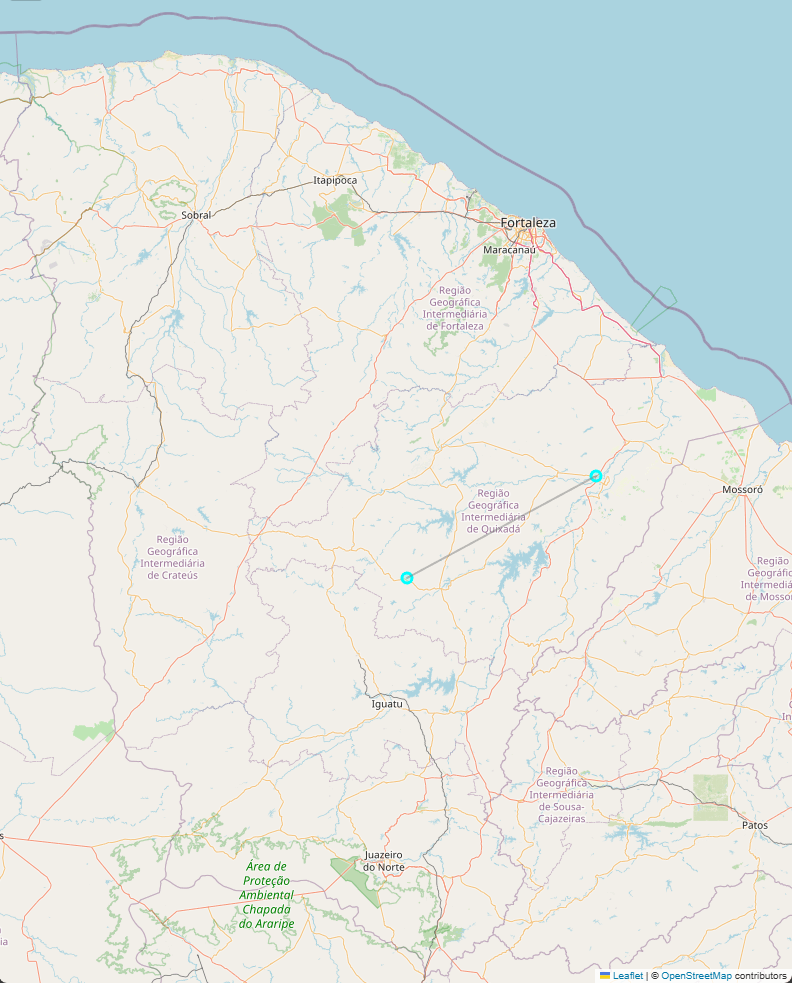 Itapipoca
Sobral
Fortaleza
Maracanaú
Região
Geográfica
Intermediária
de Fortaleza
Mossoró
Região
Geográfica
Intermediária
de Quixadá
Região
Geográfica
Intermediária
de Crateús
Região
Geográfica
Intermediári
de Mosso
Iguatu
Região
Geográfica
Intermediária
de Sousa-
Cajazeiras
Patos
Juazeiro
do Norte
Área de
Proteção
Ambiental
Chapada
do Araripe
Leaflet | © OpenStreetMap contributors